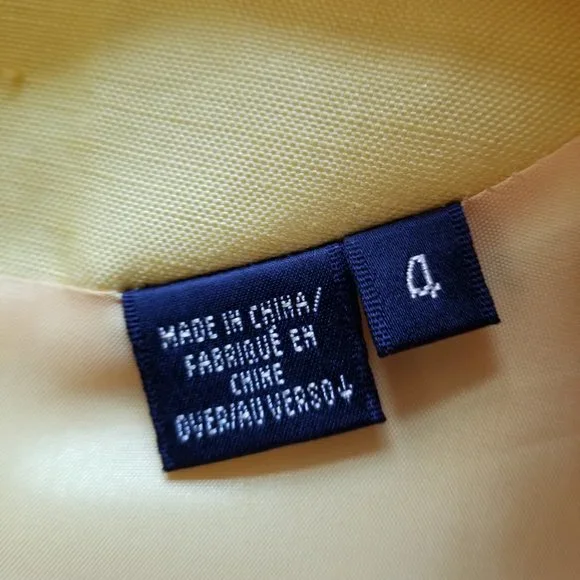 MADE IN CHINA/
FABRIQUÉ EN
CHINE
OVER/AU VERSO↓
4